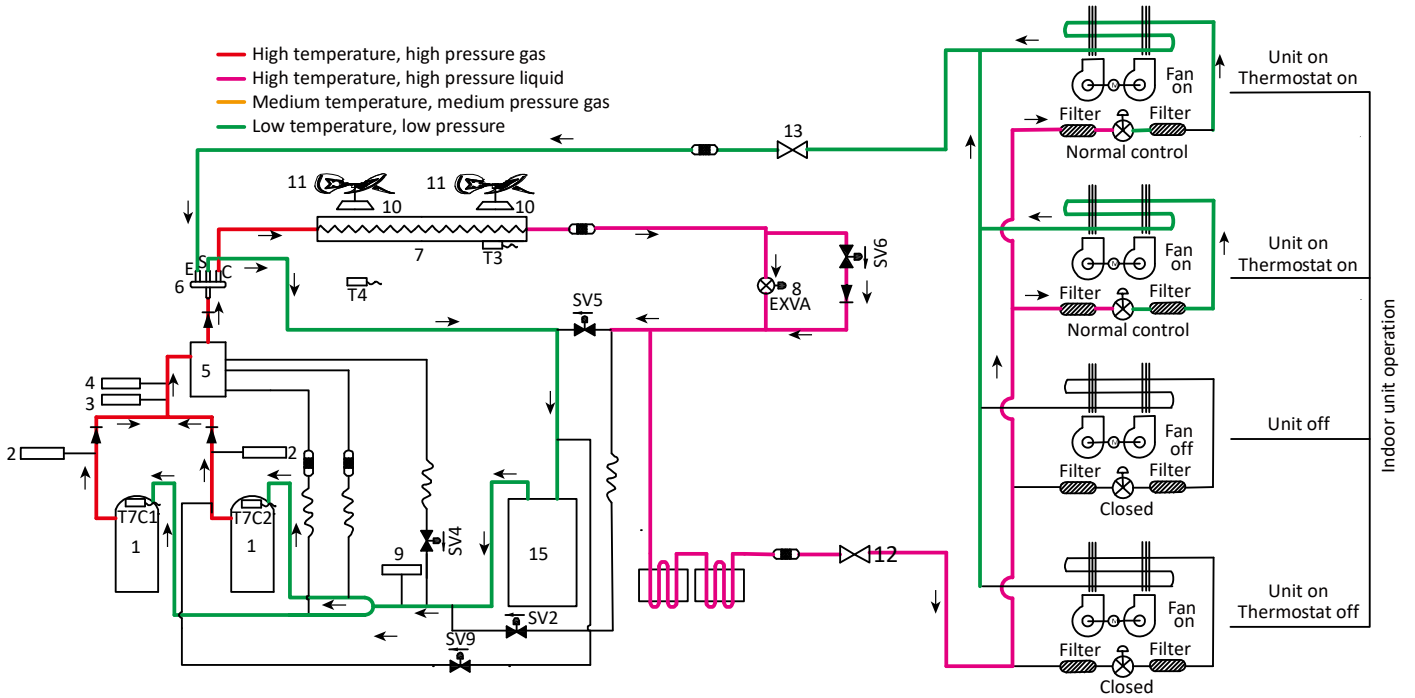 High temperature, high pressure gas
High temperature, high pressure liquid
Medium temperature, medium pressure gas
Low temperature, low pressure
13
11
11
10
10
7
T3
T4
E
S
C
6
SV6
8
EXVA
SV5
5
4
3
2
2
T7C1
T7C2
1
1
SV4
9
15
SV2
SV9
12
Fan
on
Filter
Filter
Normal control
Unit on
Thermostat on
Fan
on
Filter
Filter
Normal control
Unit on
Thermostat on
Fan
off
Filter
Filter
Closed
Unit off
Fan
on
Filter
Filter
Closed
Unit on
Thermostat off
Indoor unit operation